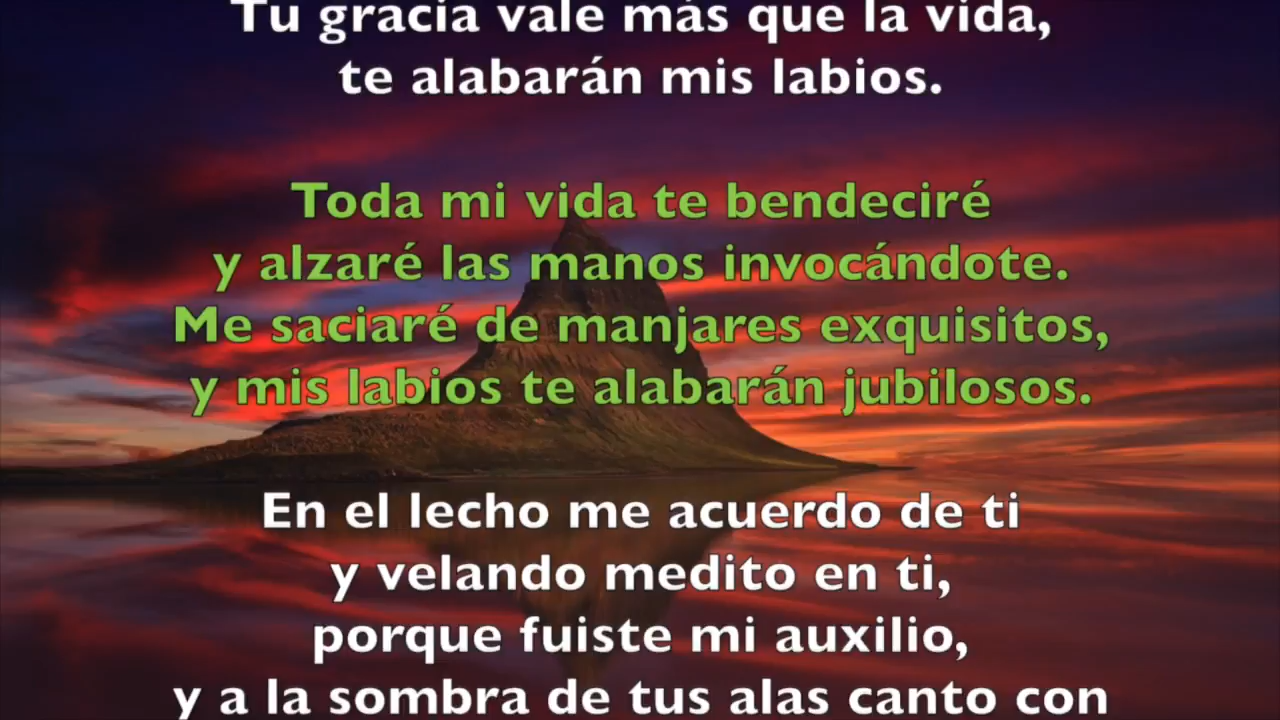 Tu gracia vale más que la vida,
te alabarán mis labios.
Toda mi vida te bendeciré
y alzaré las manos invocándote.
Me saciaré de manjares exquisitos,
y mis labios te alabarán jubilosos.
En el lecho me acuerdo de ti
y velando medito en ti,
porque fuiste mi auxilio,
y a la sombra de tus alas canto con